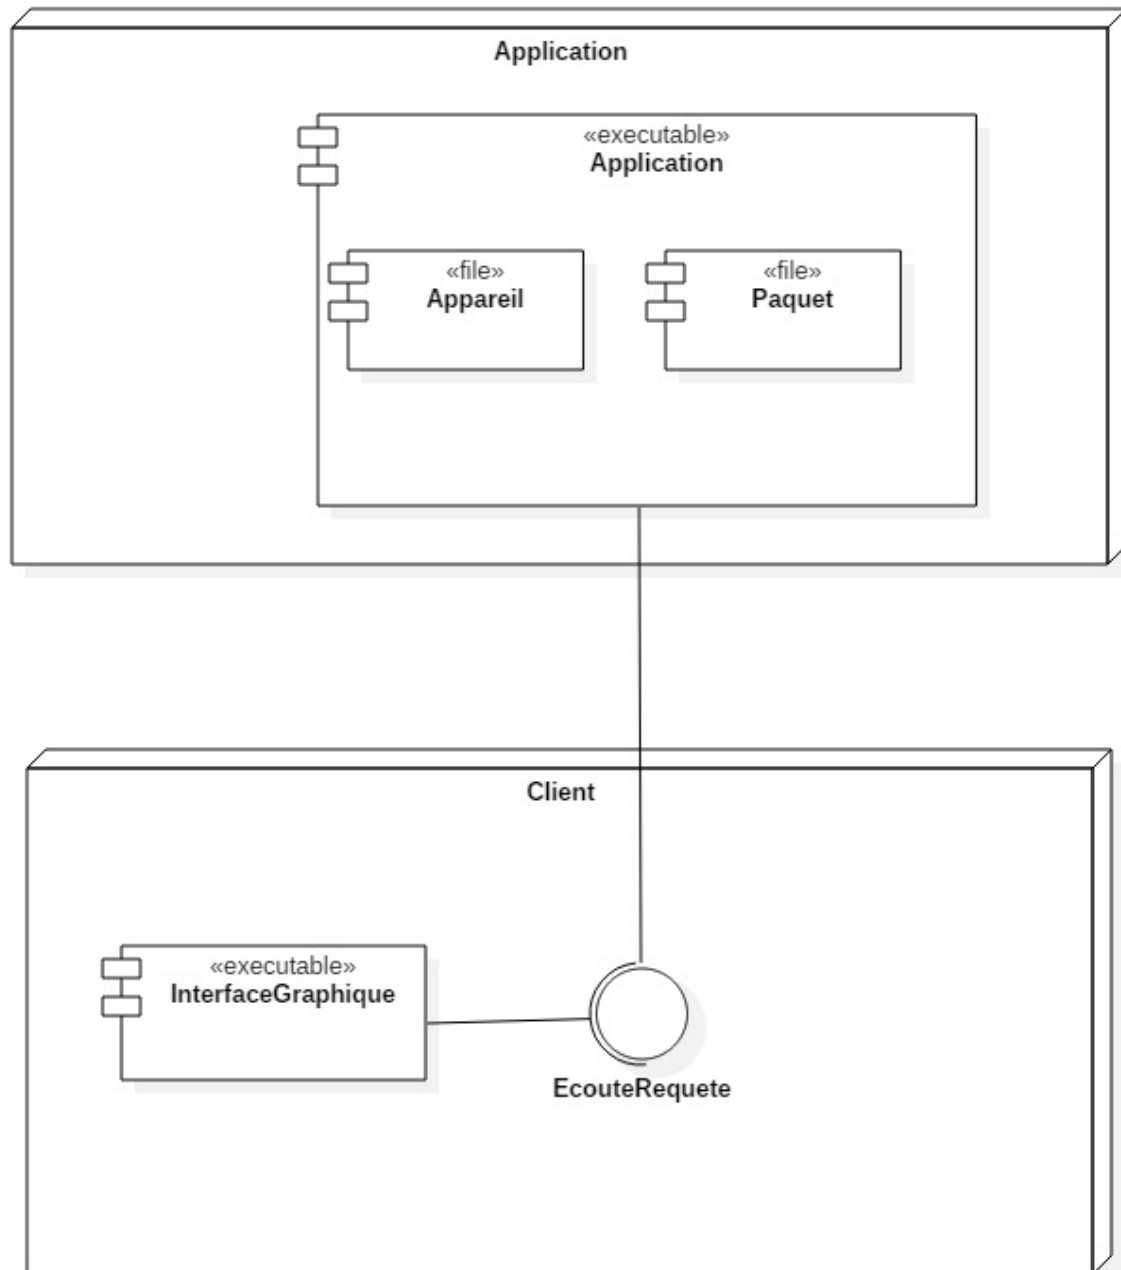 Application
«executable»
Application
«file»
Appareil
«file»
Paquet
Client
«executable»
InterfaceGraphique
EcouteRequete